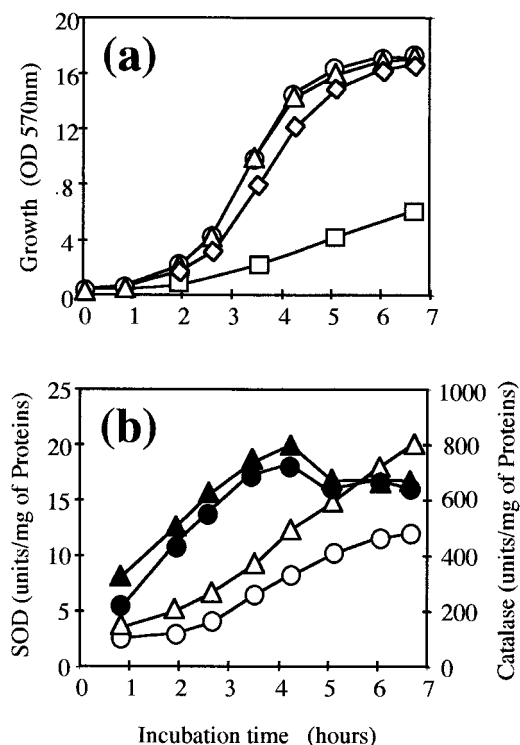 (a)
Growth (OD 570nm)
20
16
12
8
4
0
0 1 2 3 4 5 6 7
(b)
SOD (units/mg of Proteins)
25
20
15
10
5
0
1000
800
600
400
200
0
Catalase (units/mg of Proteins)
0 1 2 3 4 5 6 7
Incubation time (hours)